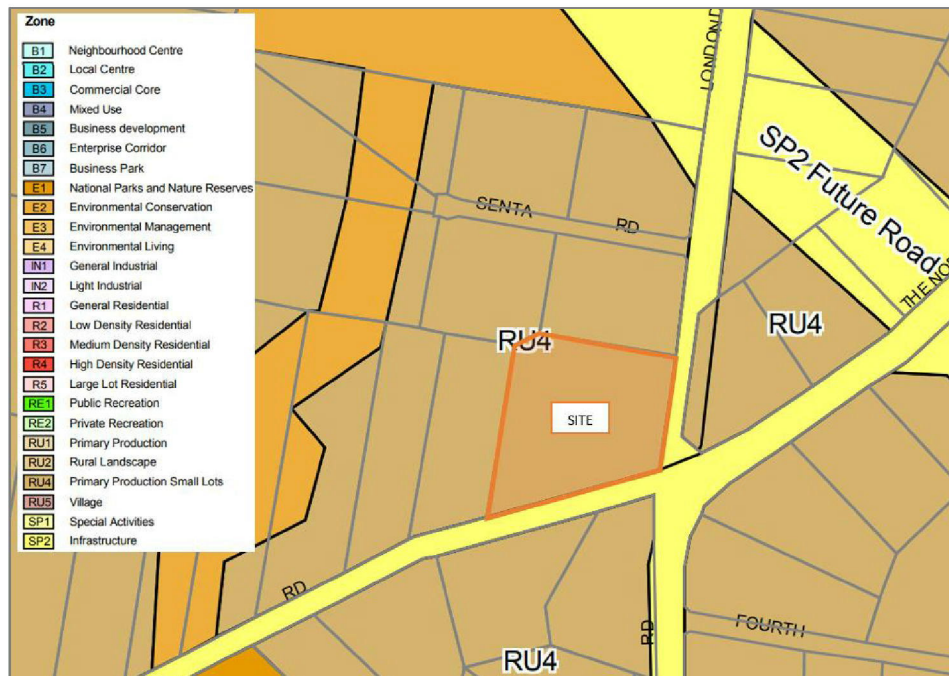 Zone
B1 Neighbourhood Centre
B2 Local Centre
B3 Commercial Core
B4 Mixed Use
B5 Business development
B6 Enterprise Corridor
B7 Business Park
E1 National Parks and Nature Reserves
E2 Environmental Conservation
E3 Environmental Management
E4 Environmental Living
IN1 General Industrial
IN2 Light Industrial
R1 General Residential
R2 Low Density Residential
R3 Medium Density Residential
R4 High Density Residential
R5 Large Lot Residential
RE1 Public Recreation
RE2 Private Recreation
RU1 Primary Production
RU2 Rural Landscape
RU4 Primary Production Small Lots
RU5 Village
SP1 Special Activities
SP2 Infrastructure
LONDOND
SP2 Future Road
SENTA RD
THE NO
RU4
RU4
SITE
RD
RD
FOURTH
RU4